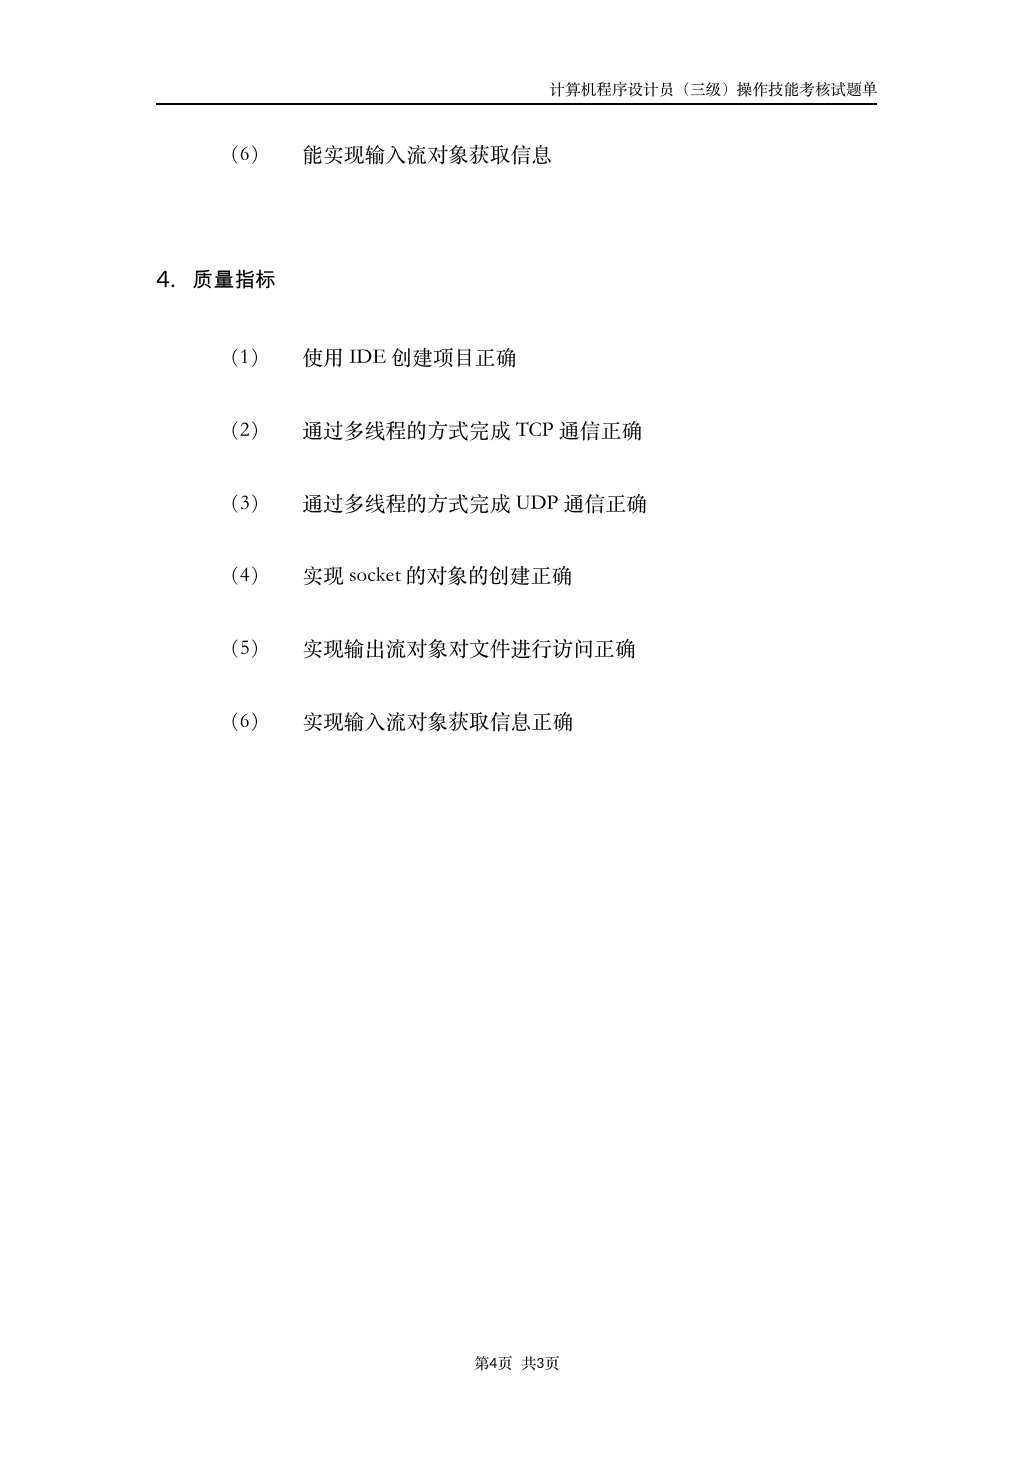 计算机程序设计员（三级）操作技能考核试题单
（6） 能实现输入流对象获取信息
4. 质量指标
（1） 使用 IDE 创建项目正确
（2） 通过多线程的方式完成 TCP 通信正确
（3） 通过多线程的方式完成 UDP 通信正确
（4） 实现 socket 的对象的创建正确
（5） 实现输出流对象对文件进行访问正确
（6） 实现输入流对象获取信息正确
第4页 共3页